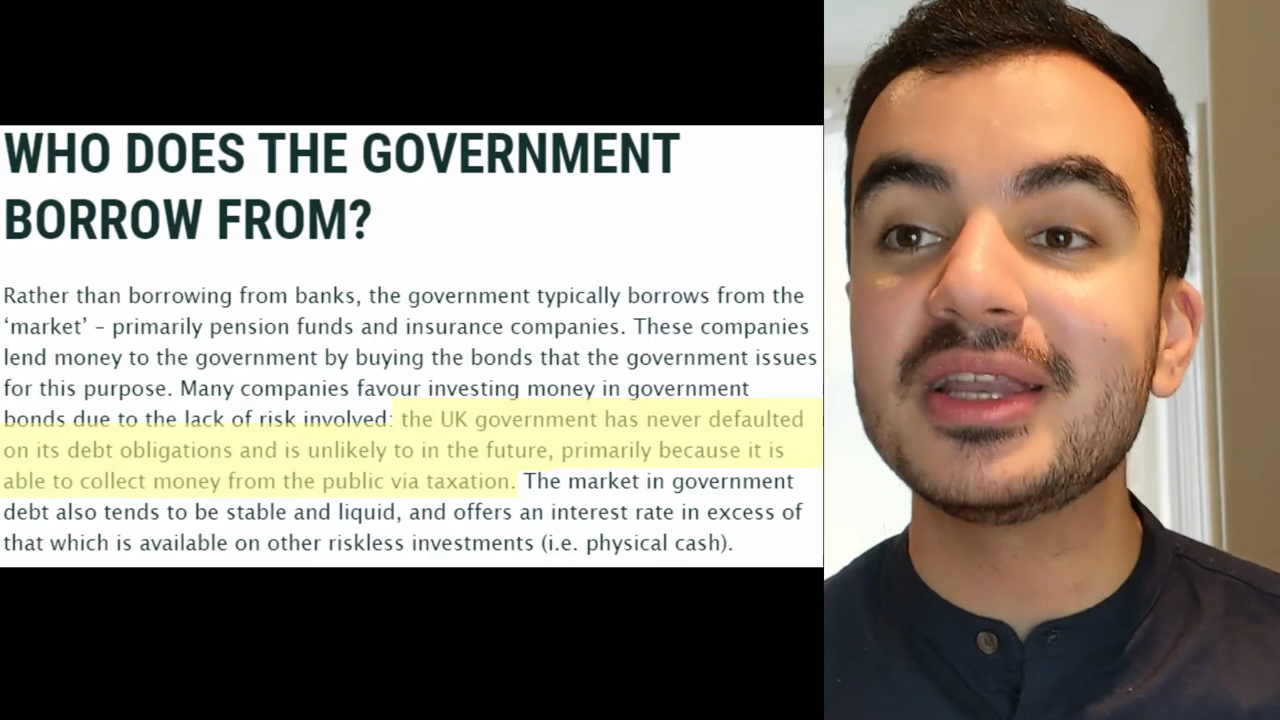 WHO DOES THE GOVERNMENT
BORROW FROM?
Rather than borrowing from banks, the government typically borrows from the
‘market’ – primarily pension funds and insurance companies. These companies
lend money to the government by buying the bonds that the government issues
for this purpose. Many companies favour investing money in government
bonds due to the lack of risk involved: the UK government has never defaulted
on its debt obligations and is unlikely to in the future, primarily because it is
able to collect money from the public via taxation. The market in government
debt also tends to be stable and liquid, and offers an interest rate in excess of
that which is available on other riskless investments (i.e. physical cash).